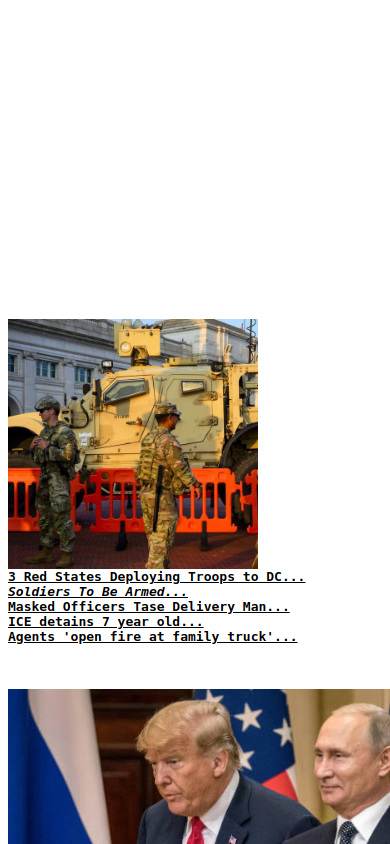 3 Red States Deploying Troops to DC...
Soldiers To Be Armed...
Masked Officers Tase Delivery Man...
ICE detains 7 year old...
Agents 'open fire at family truck'...